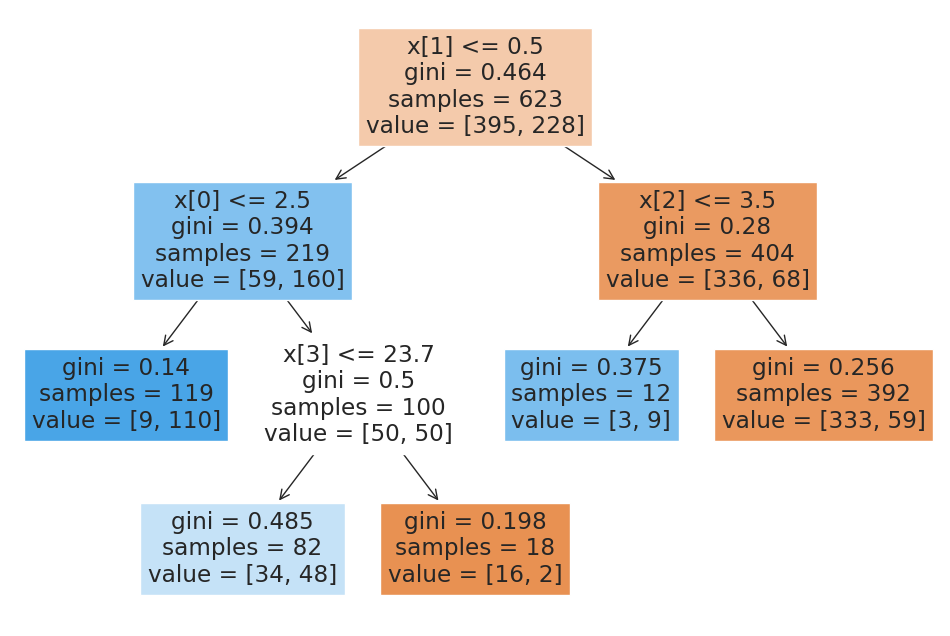 x[1] <= 0.5
gini = 0.464
samples = 623
value = [395, 228]
x[0] <= 2.5
gini = 0.394
samples = 219
value = [59, 160]
x[2] <= 3.5
gini = 0.28
samples = 404
value = [336, 68]
gini = 0.14
samples = 119
value = [9, 110]
x[3] <= 23.7
gini = 0.5
samples = 100
value = [50, 50]
gini = 0.375
samples = 12
value = [3, 9]
gini = 0.256
samples = 392
value = [333, 59]
gini = 0.485
samples = 82
value = [34, 48]
gini = 0.198
samples = 18
value = [16, 2]